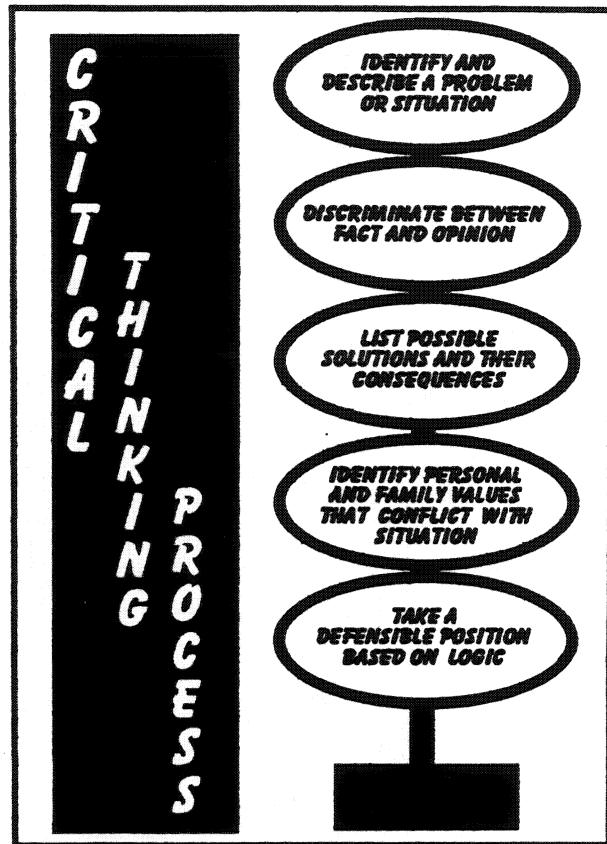 CRITICAL
THINKING
PROCESS
IDENTIFY AND
DESCRIBE A PROBLEM
OR SITUATION
DISCRIMINATE BETWEEN
FACT AND OPINION
LIST POSSIBLE
SOLUTIONS AND THEIR
CONSEQUENCES
IDENTIFY PERSONAL
AND FAMILY VALUES
THAT CONFLICT WITH
SITUATION
TAKE A
DEFENSIBLE POSITION
BASED ON LOGIC